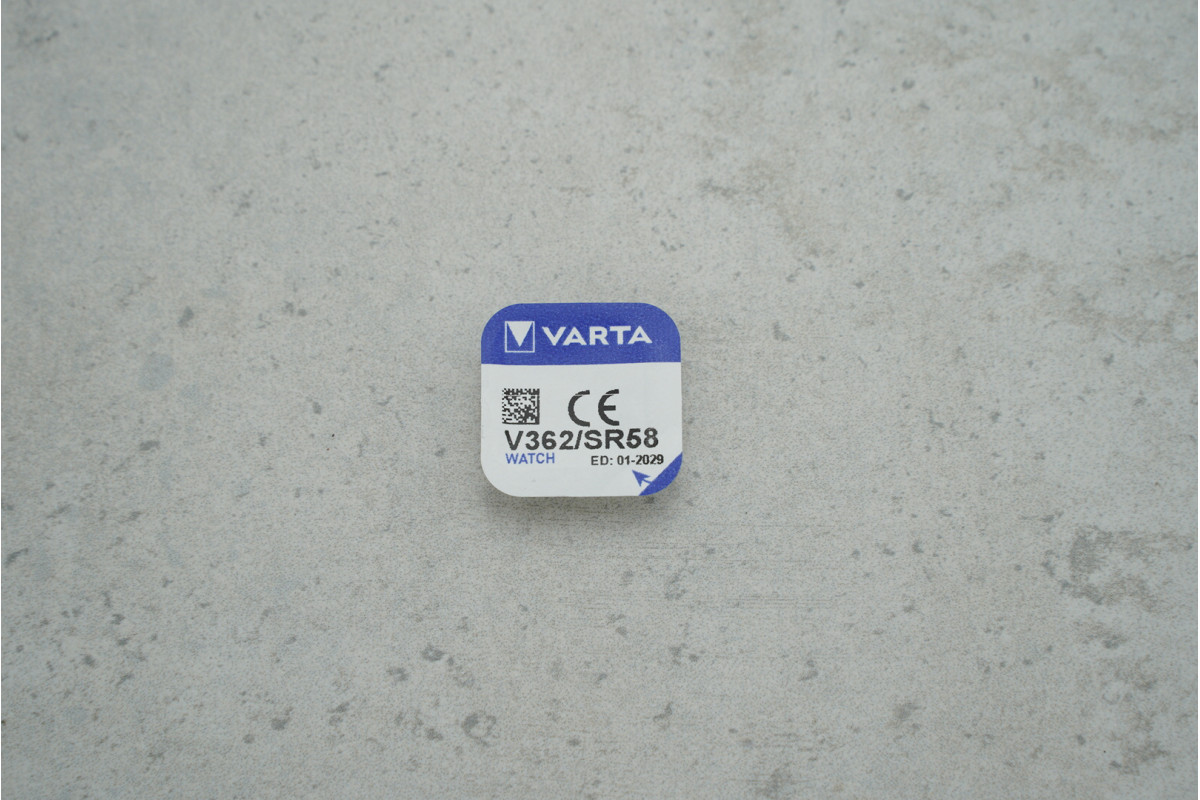 VARTA
CE
V362/SR58
WATCH
ED: 01-2029